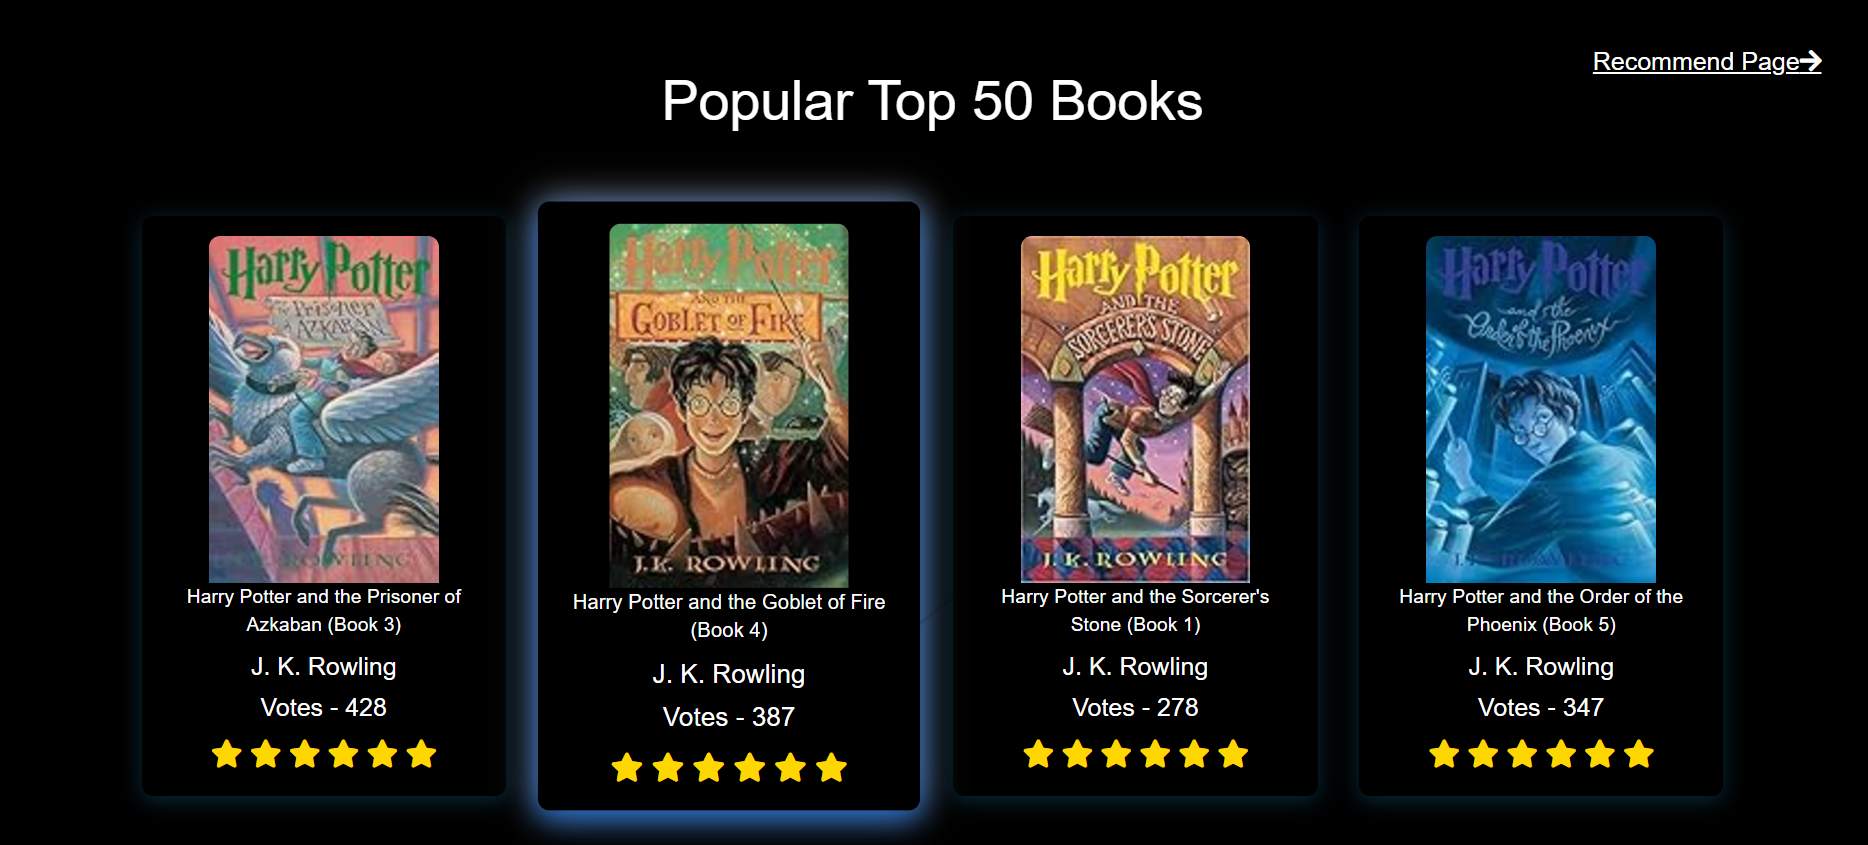 Recommend Page
Popular Top 50 Books
Harry Potter
Prisoner
of AZKABAN
J.K. ROWLING
Harry Potter and the Prisoner of
Azkaban (Book 3)
J. K. Rowling
Votes - 428
Harry Potter
AND THE
GOBLET OF FIRE
J.K. ROWLING
Harry Potter and the Goblet of Fire
(Book 4)
J. K. Rowling
Votes - 387
Harry Potter
AND THE
SORCERER'S STONE
J. K. ROWLING
Harry Potter and the Sorcerer's
Stone (Book 1)
J. K. Rowling
Votes - 278
Harry Potter
and the
Order of the Phoenix
Harry Potter and the Order of the
Phoenix (Book 5)
J. K. Rowling
Votes - 347